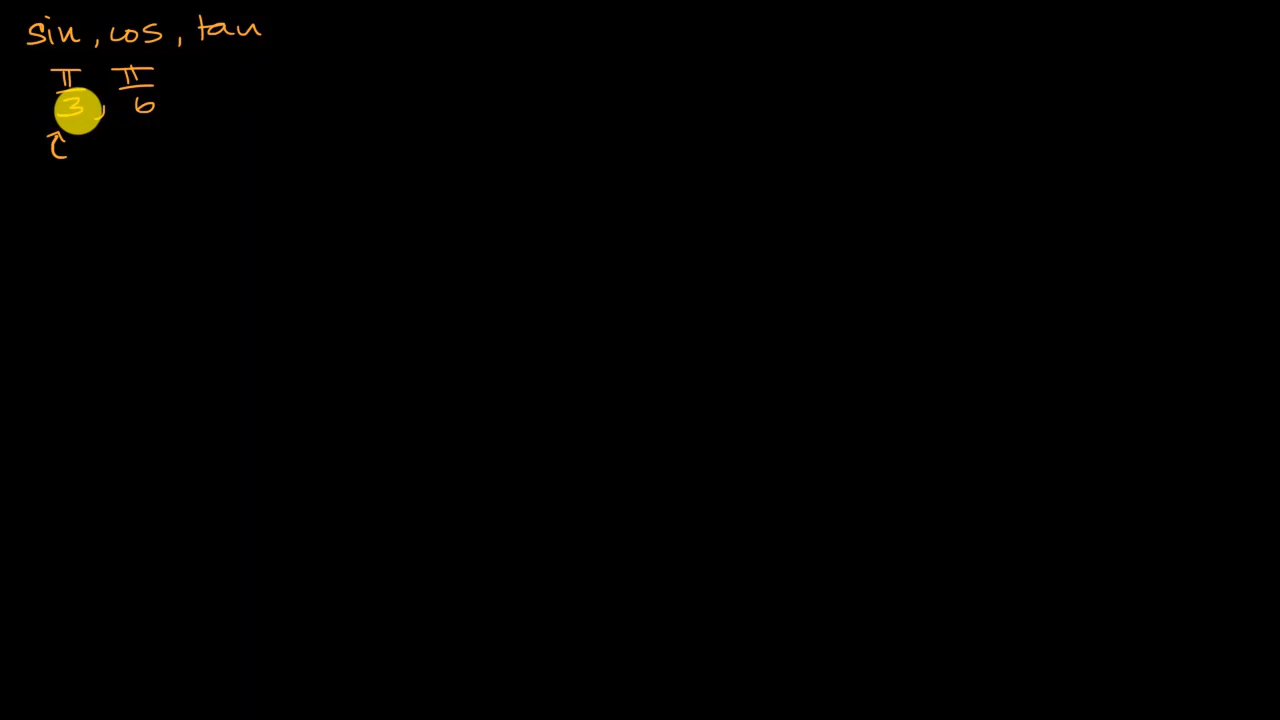 sin, cos, tan
π/3, π/6